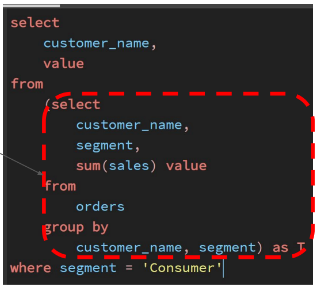 select
customer_name,
value
from
(select
customer_name,
segment,
sum(sales) value
from
orders
group by
customer_name, segment) as T
where segment = 'Consumer'